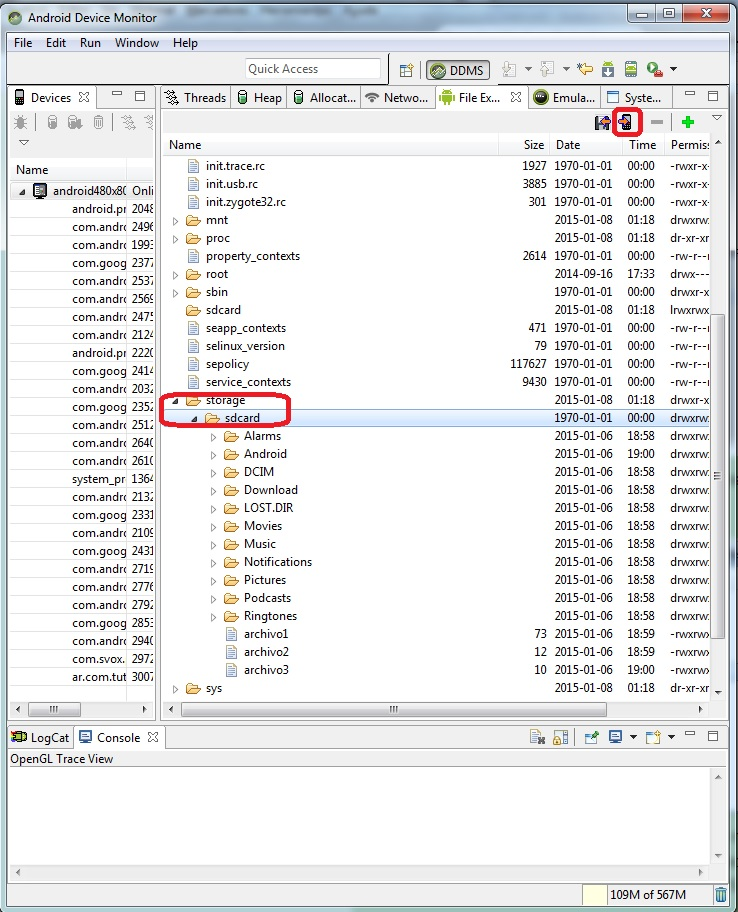 Android Device Monitor
File Edit Run Window Help
Quick Access
DDMS
Devices
Threads Heap Allocat... Netwo... File Ex... Emula... Syste...
Name
android480x80 Onli
android.pr 2048
com.andrc 2496
com.andrc 1993
com.goog 2377
com.andrc 2537
com.andrc 2569
com.andrc 2475
com.andrc 2124
android.pr 2220
com.goog 2414
com.andrc 2032
com.goog 2352
com.andrc 2512
com.andrc 2640
com.andrc 2610
system_pr 1364
com.andrc 2132
com.goog 2331
com.andrc 2109
com.goog 2431
com.andrc 2719
com.andrc 2776
com.andrc 2792
com.goog 2853
com.andrc 2940
com.svox. 2972
ar.com.tut 3007
Name Size Date Time Permiss
init.trace.rc 1927 1970-01-01 00:00 -rwxr-x-
init.usb.rc 3885 1970-01-01 00:00 -rwxr-x-
init.zygote32.rc 301 1970-01-01 00:00 -rwxr-x-
mnt 2015-01-08 01:18 drwxrwx
proc 2015-01-08 01:18 dr-xr-xr
property_contexts 2614 1970-01-01 00:00 -rw-r--r
root 2014-09-16 17:33 drwx---
sbin 1970-01-01 00:00 drwxr-x
sdcard 2015-01-08 01:18 lrwxrwx
seapp_contexts 471 1970-01-01 00:00 -rw-r--r
selinux_version 79 1970-01-01 00:00 -rw-r--r
sepolicy 117627 1970-01-01 00:00 -rw-r--r
service_contexts 9430 1970-01-01 00:00 -rw-r--r
storage 2015-01-08 01:18 drwxr-x
sdcard 1970-01-01 00:00 drwxrwx
Alarms 2015-01-06 18:58 drwxrwx
Android 2015-01-06 19:00 drwxrwx
DCIM 2015-01-06 18:58 drwxrwx
Download 2015-01-06 18:58 drwxrwx
LOST.DIR 2015-01-06 18:58 drwxrwx
Movies 2015-01-06 18:58 drwxrwx
Music 2015-01-06 18:58 drwxrwx
Notifications 2015-01-06 18:58 drwxrwx
Pictures 2015-01-06 18:58 drwxrwx
Podcasts 2015-01-06 18:58 drwxrwx
Ringtones 2015-01-06 18:58 drwxrwx
archivo1 73 2015-01-06 18:59 -rwxrwx
archivo2 12 2015-01-06 18:59 -rwxrwx
archivo3 10 2015-01-06 19:00 -rwxrwx
sys 2015-01-08 01:18 dr-xr-xr
LogCat Console
OpenGL Trace View
109M of 567M